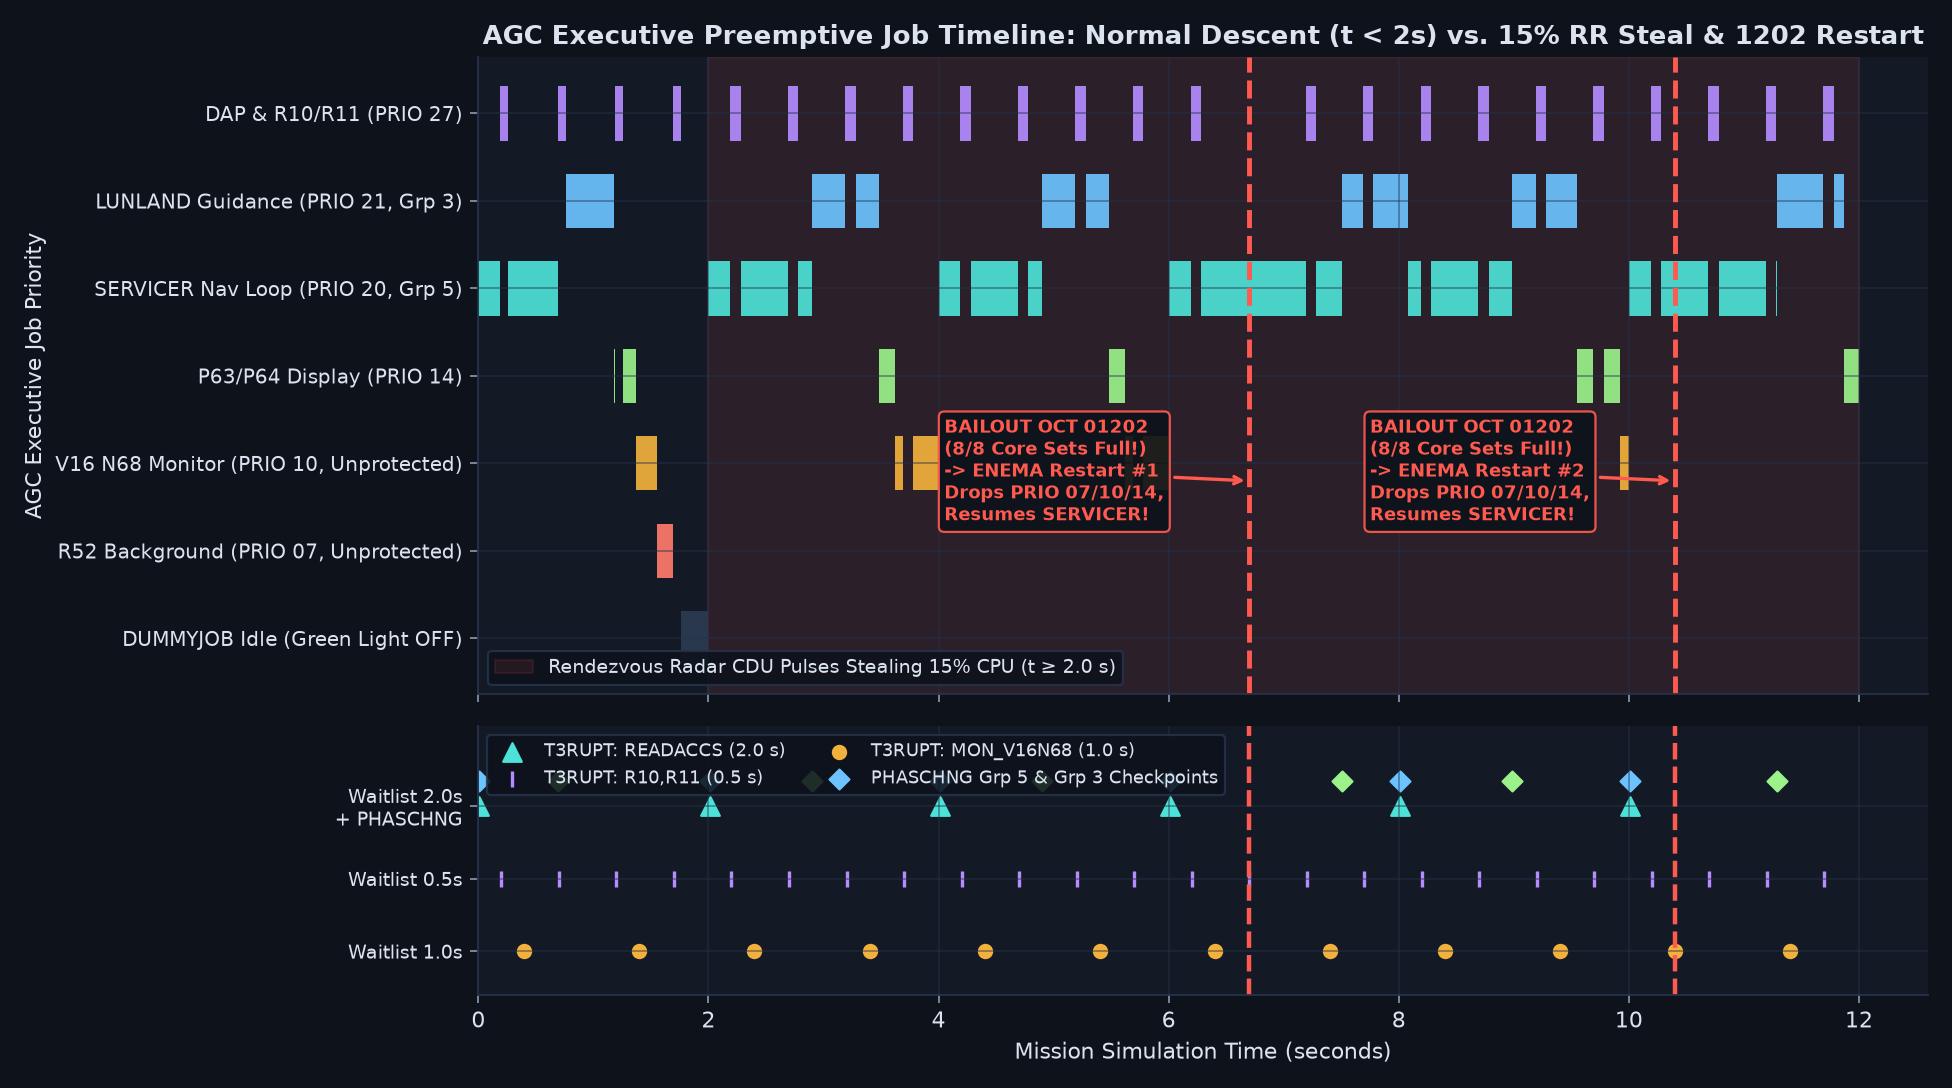 AGC Executive Preemptive Job Timeline: Normal Descent (t < 2s) vs. 15% RR Steal & 1202 Restart
AGC Executive Job Priority
DAP & R10/R11 (PRIO 27)
LUNLAND Guidance (PRIO 21, Grp 3)
SERVICER Nav Loop (PRIO 20, Grp 5)
P63/P64 Display (PRIO 14)
V16 N68 Monitor (PRIO 10, Unprotected)
R52 Background (PRIO 07, Unprotected)
DUMMYJOB Idle (Green Light OFF)
BAILOUT OCT 01202
(8/8 Core Sets Full!)
-> ENEMA Restart #1
Drops PRIO 07/10/14,
Resumes SERVICER!
BAILOUT OCT 01202
(8/8 Core Sets Full!)
-> ENEMA Restart #2
Drops PRIO 07/10/14,
Resumes SERVICER!
Rendezvous Radar CDU Pulses Stealing 15% CPU (t ≥ 2.0 s)
T3RUPT: READACCS (2.0 s)
T3RUPT: R10,R11 (0.5 s)
T3RUPT: MON_V16N68 (1.0 s)
PHASCHNG Grp 5 & Grp 3 Checkpoints
Waitlist 2.0s
+ PHASCHNG
Waitlist 0.5s
Waitlist 1.0s
0 2 4 6 8 10 12
Mission Simulation Time (seconds)